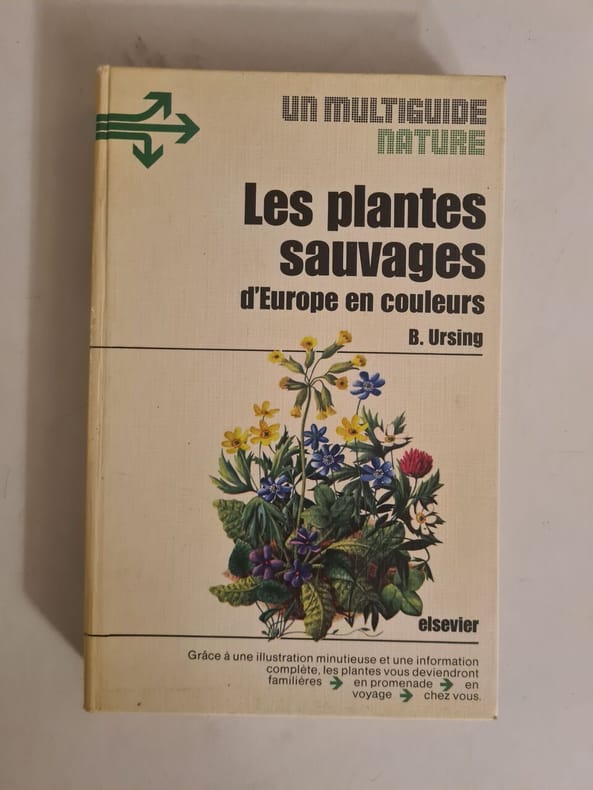 Un multiguide
nature
Les plantes
sauvages
d'Europe en couleurs
B. Ursing
elsevier
Grâce à une illustration minutieuse et une information
complète, les plantes vous deviendront
familières → en promenade → en
voyage → chez vous.